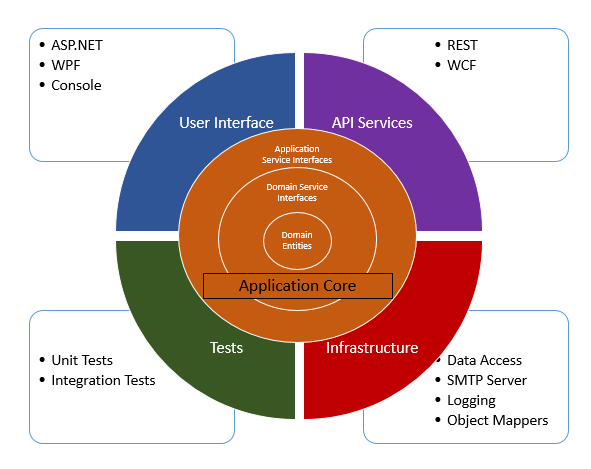 • ASP.NET
• WPF
• Console
• REST
• WCF
User Interface
API Services
Application
Service Interfaces
Domain Service
Interfaces
Domain
Entities
Application Core
Tests
Infrastructure
• Unit Tests
• Integration Tests
• Data Access
• SMTP Server
• Logging
• Object Mappers